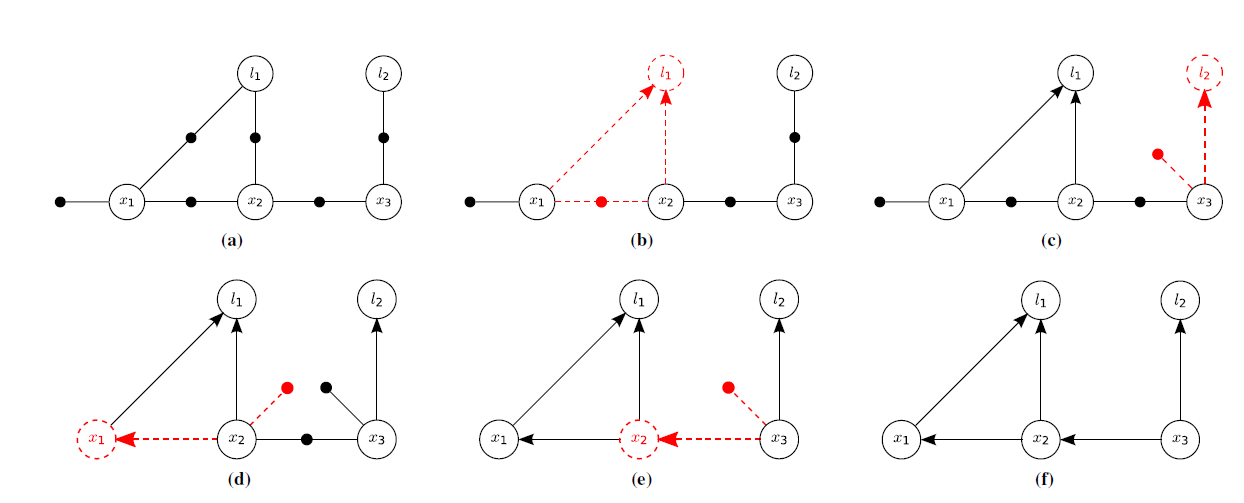 l₁ l₂
x₁ x₂ x₃
(a)
l₁ l₂
x₁ x₂ x₃
(b)
l₁ l₂
x₁ x₂ x₃
(c)
l₁ l₂
x₁ x₂ x₃
(d)
l₁ l₂
x₁ x₂ x₃
(e)
l₁ l₂
x₁ x₂ x₃
(f)